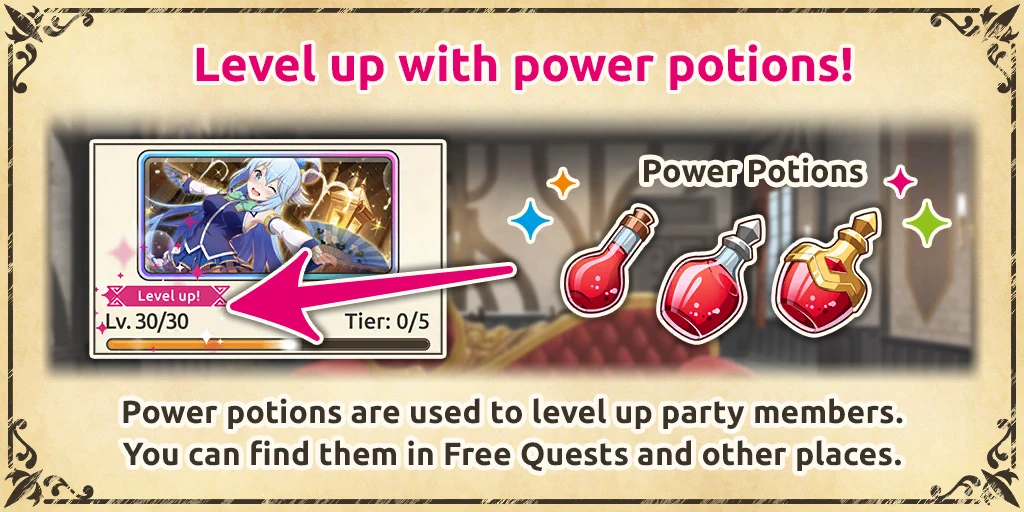 Level up with power potions!
Power Potions
Level up!
Lv. 30/30
Tier: 0/5
Power potions are used to level up party members.
You can find them in Free Quests and other places.